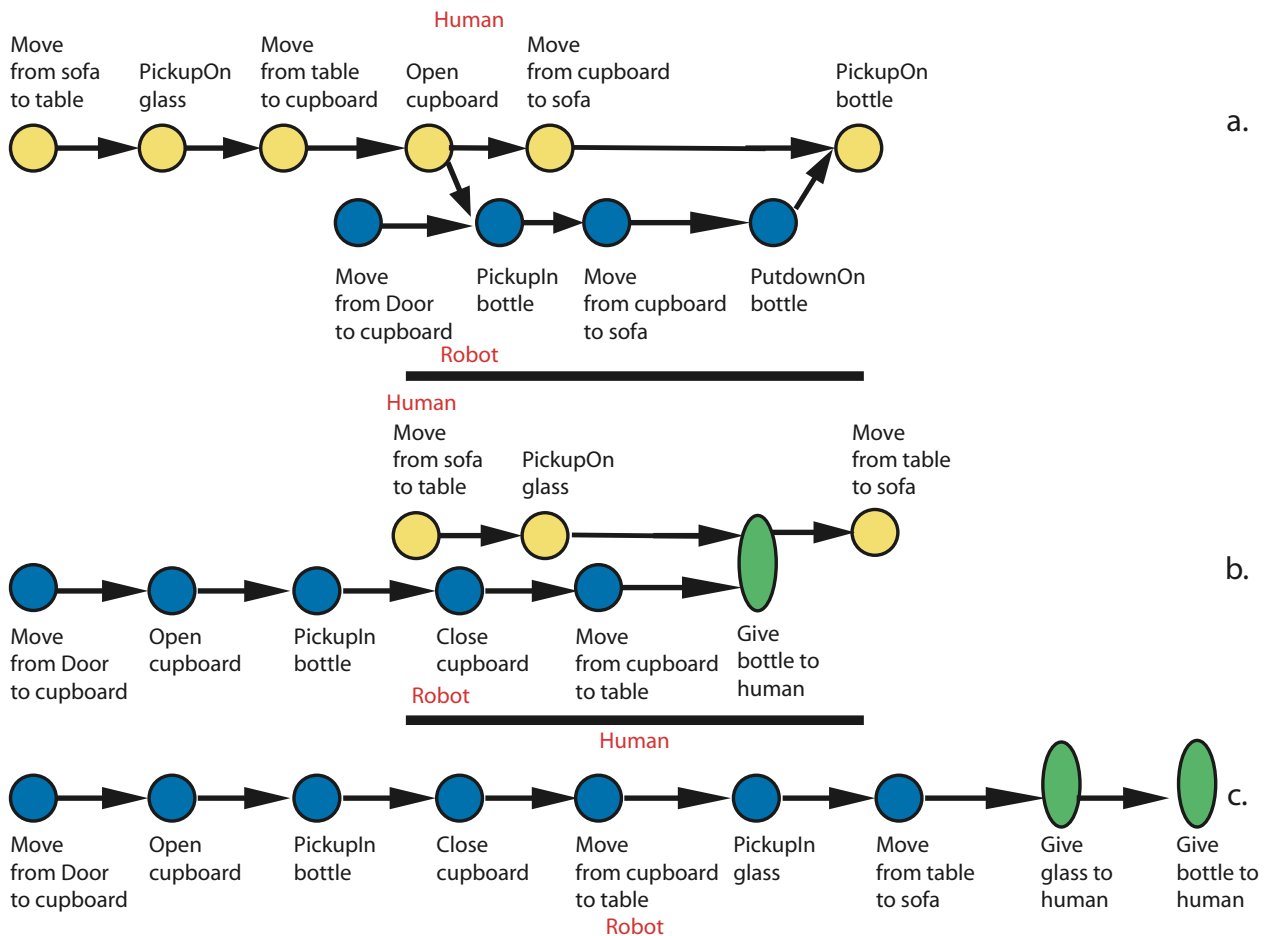 Human
Move
from sofa
to table
PickupOn
glass
Move
from table
to cupboard
Open
cupboard
Move
from cupboard
to sofa
PickupOn
bottle
a.
Move
from Door
to cupboard
PickupIn
bottle
Move
from cupboard
to sofa
PutdownOn
bottle
Robot
Human
Move
from sofa
to table
PickupOn
glass
Move
from table
to sofa
b.
Move
from Door
to cupboard
Open
cupboard
PickupIn
bottle
Close
cupboard
Move
from cupboard
to table
Give
bottle to
human
Robot
Human
c.
Move
from Door
to cupboard
Open
cupboard
PickupIn
bottle
Close
cupboard
Move
from cupboard
to table
PickupIn
glass
Move
from table
to sofa
Give
glass to
human
Give
bottle to
human
Robot